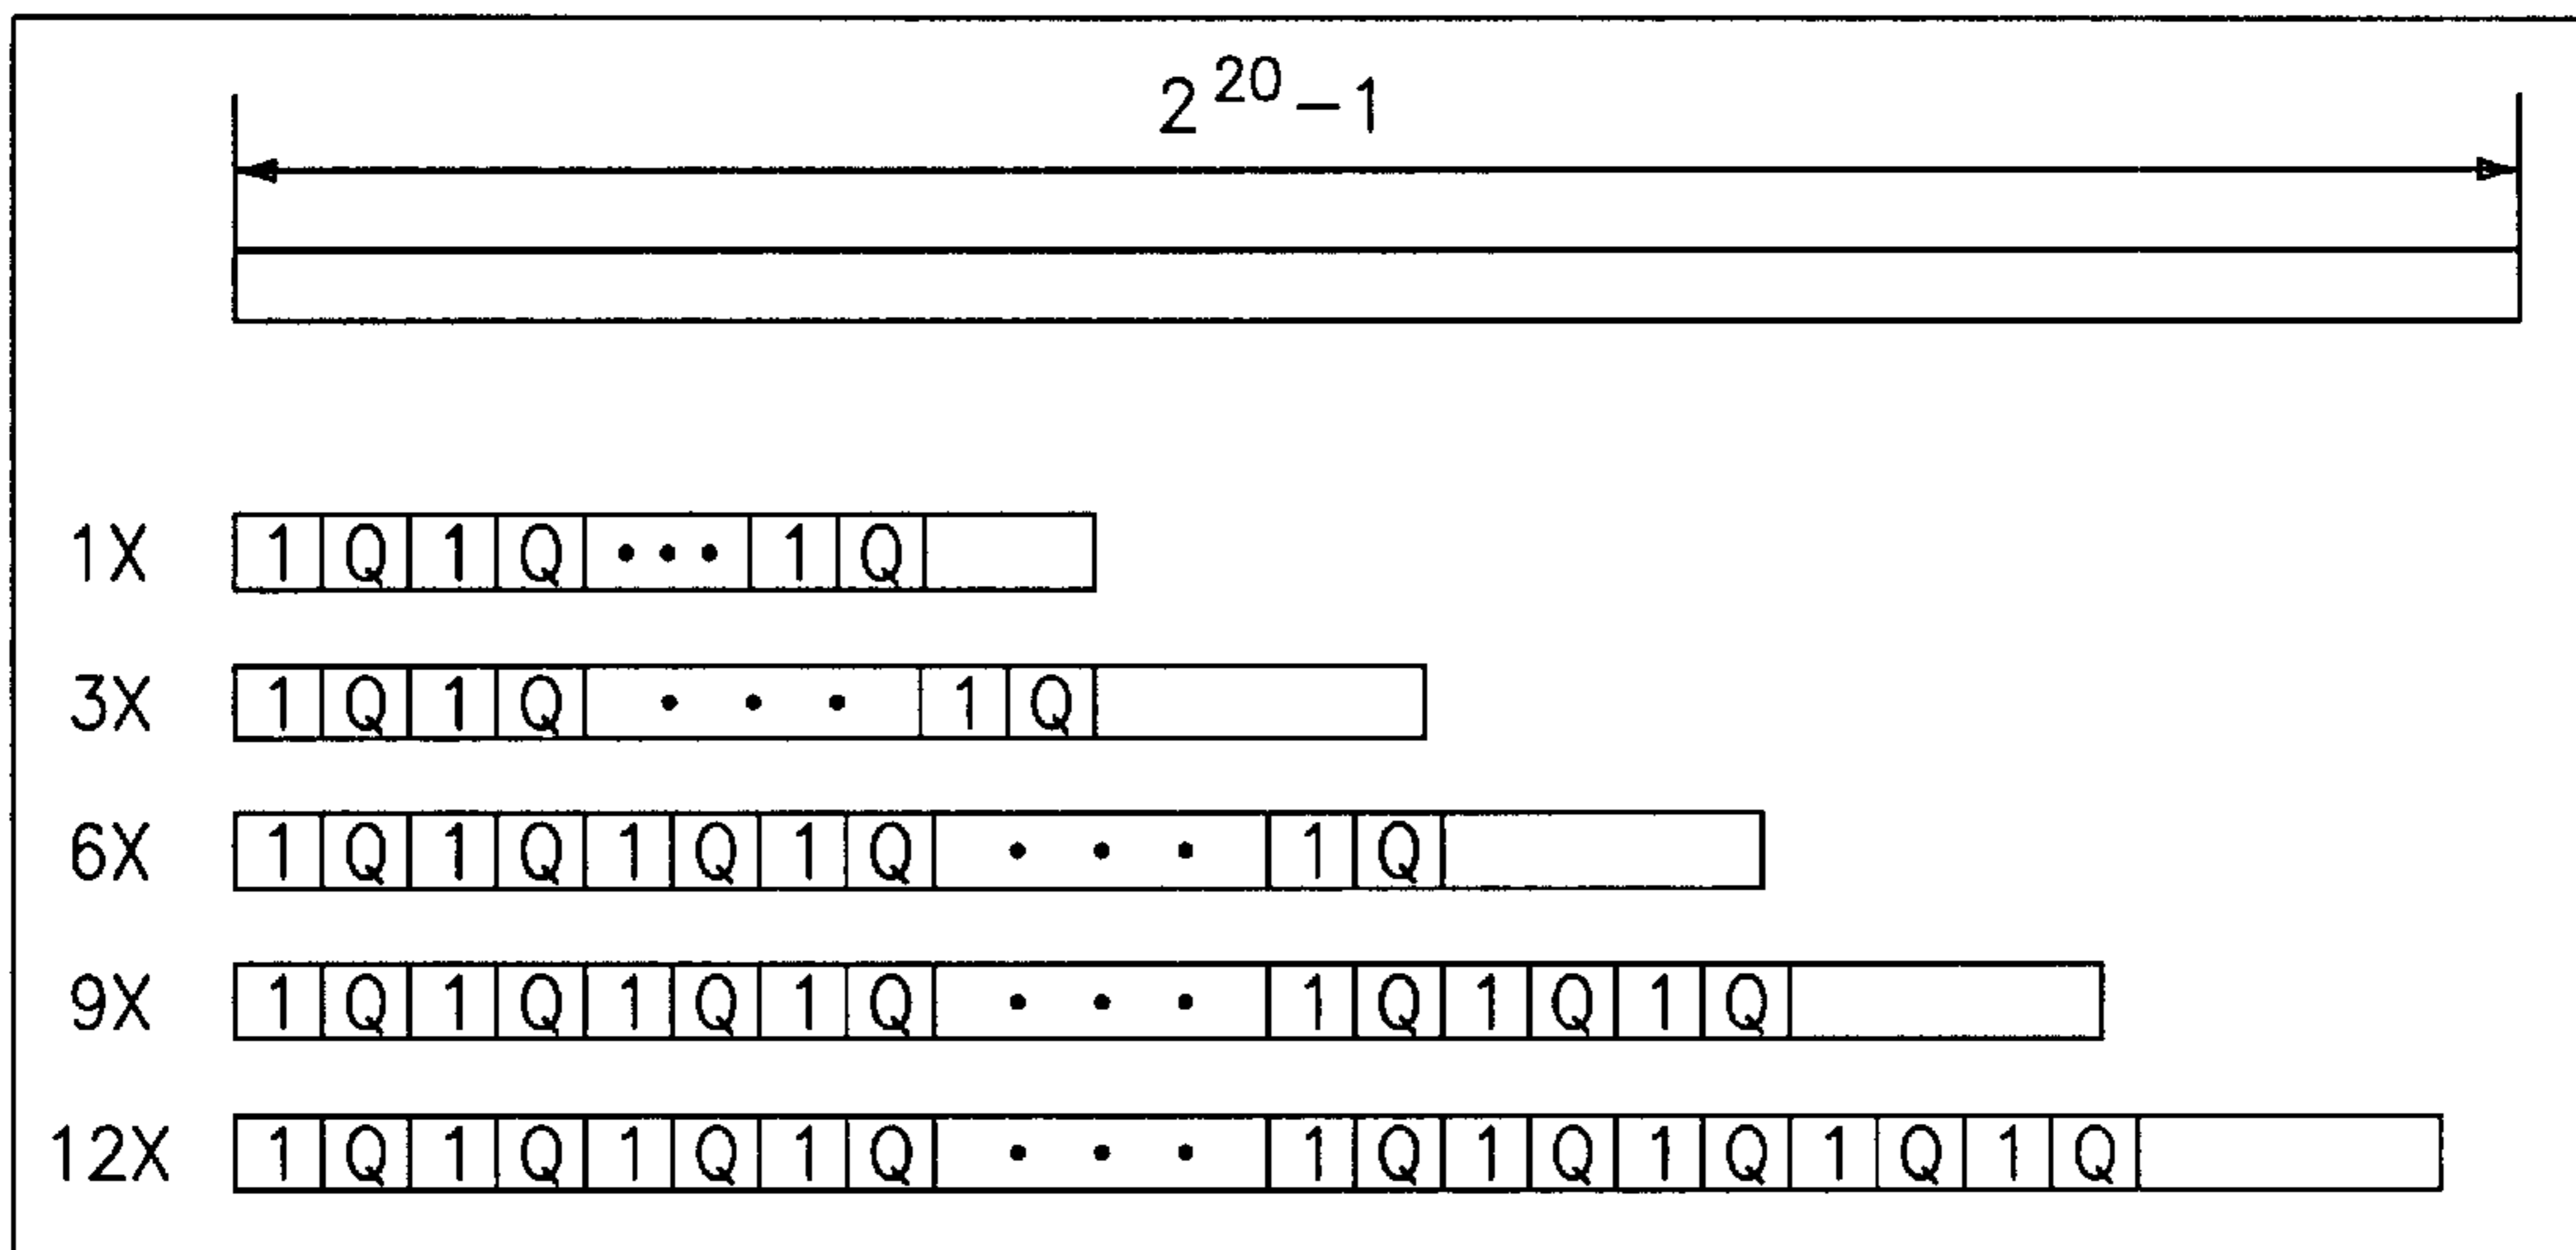 2^20-1
1X 1 Q 1 Q ... 1 Q
3X 1 Q 1 Q . . . 1 Q
6X 1 Q 1 Q 1 Q 1 Q . . . 1 Q
9X 1 Q 1 Q 1 Q 1 Q . . . 1 Q 1 Q 1 Q
12X 1 Q 1 Q 1 Q 1 Q . . . 1 Q 1 Q 1 Q 1 Q 1 Q